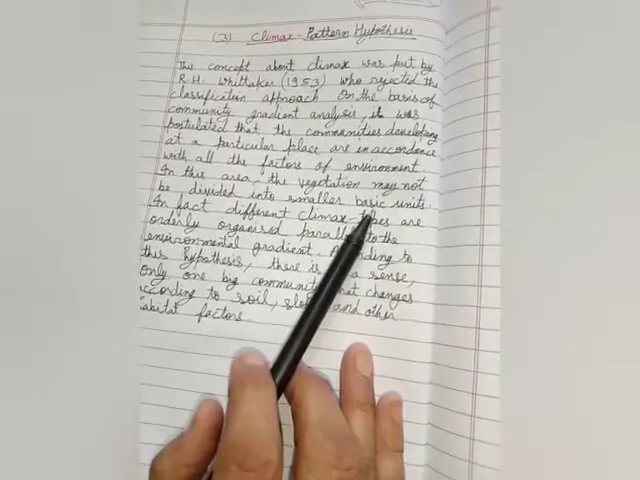 (3) Climax-Pattern Hypothesis
This concept about climax was put by
R.H. Whittaker (1953) who rejected the
classification approach On the basis of
community gradient analysis, it was
postulated that the communities developing
at a particular place are in accordance
with all the factors of environment
In this area, the vegetation may not
be divided into smaller basic units.
In fact different climax-types are
orderly organised parallel to the
environmental gradient. According to
this hypothesis, there is a sense,
only one big community that changes
according to soil, slope and other
habitat factors.